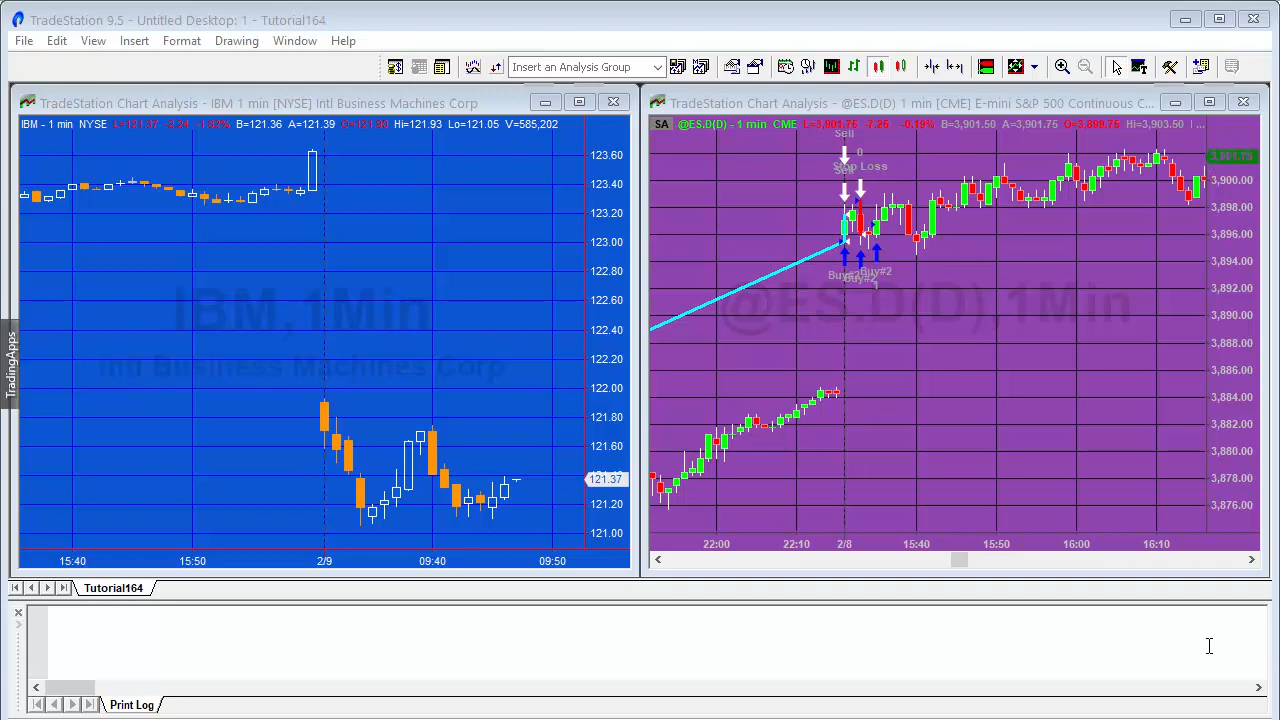 TradeStation 9.5 - Untitled Desktop: 1 - Tutorial164
File Edit View Insert Format Drawing Window Help
Insert an Analysis Group
TradeStation Chart Analysis - IBM 1 min [NYSE] Intl Business Machines Corp
IBM - 1 min NYSE L=121.37 -2.24 -1.82% B=121.36 A=121.39 O=121.90 Hi=121.93 Lo=121.05 V=585,202
123.60
123.40
123.20
123.00
122.80
122.60
122.40
122.20
122.00
121.80
121.60
121.37
121.20
121.00
IBM,1Min
Intl Business Machines Corp
15:40 15:50 2/9 09:40 09:50
TradeStation Chart Analysis - @ES.D(D) 1 min [CME] E-mini S&P 500 Continuous C...
SA @ES.D(D) - 1 min CME L=3,901.75 -7.25 -0.19% B=3,901.50 A=3,901.75 O=3,899.75 Hi=3,903.50 | ...
Sell
0
Stop Loss
Sell
Buy#2
Buy#2
Buy#2
1
@ES.D(D),1Min
3,901.75
3,900.00
3,898.00
3,896.00
3,894.00
3,892.00
3,890.00
3,888.00
3,886.00
3,884.00
3,882.00
3,880.00
3,878.00
3,876.00
22:00 22:10 2/8 15:40 15:50 16:00 16:10
TradingApps
Tutorial164
Print Log